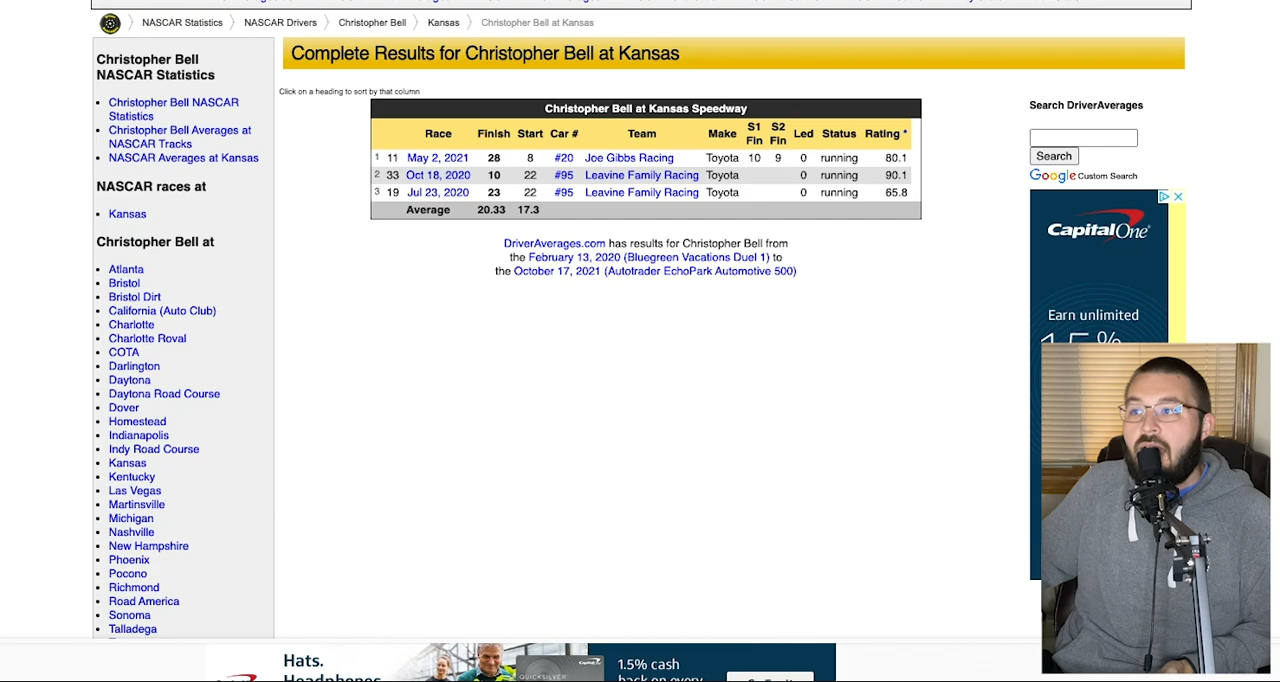 NASCAR Statistics
NASCAR Drivers
Christopher Bell
Kansas
Christopher Bell at Kansas
Christopher Bell
NASCAR Statistics
Christopher Bell NASCAR
Statistics
Christopher Bell Averages at
NASCAR Tracks
NASCAR Averages at Kansas
NASCAR races at
Kansas
Christopher Bell at
Atlanta
Bristol
Bristol Dirt
California (Auto Club)
Charlotte
Charlotte Roval
COTA
Darlington
Daytona
Daytona Road Course
Dover
Homestead
Indianapolis
Indy Road Course
Kansas
Kentucky
Las Vegas
Martinsville
Michigan
Nashville
New Hampshire
Phoenix
Pocono
Richmond
Road America
Sonoma
Talladega
Complete Results for Christopher Bell at Kansas
Click on a heading to sort by that column
Christopher Bell at Kansas Speedway
Race Finish Start Car # Team Make S1 Fin S2 Fin Led Status Rating
1 11 May 2, 2021 28 8 #20 Joe Gibbs Racing Toyota 10 9 0 running 80.1
2 33 Oct 18, 2020 10 22 #95 Leavine Family Racing Toyota 0 running 90.1
3 19 Jul 23, 2020 23 22 #95 Leavine Family Racing Toyota 0 running 65.8
Average 20.33 17.3
DriverAverages.com has results for Christopher Bell from
the February 13, 2020 (Bluegreen Vacations Duel 1) to
the October 17, 2021 (Autotrader EchoPark Automotive 500)
Search DriverAverages
Search
Google Custom Search
Capital One
Earn unlimited
Hats.
Headphones
QUICKSILVER
1.5% cash
back on every